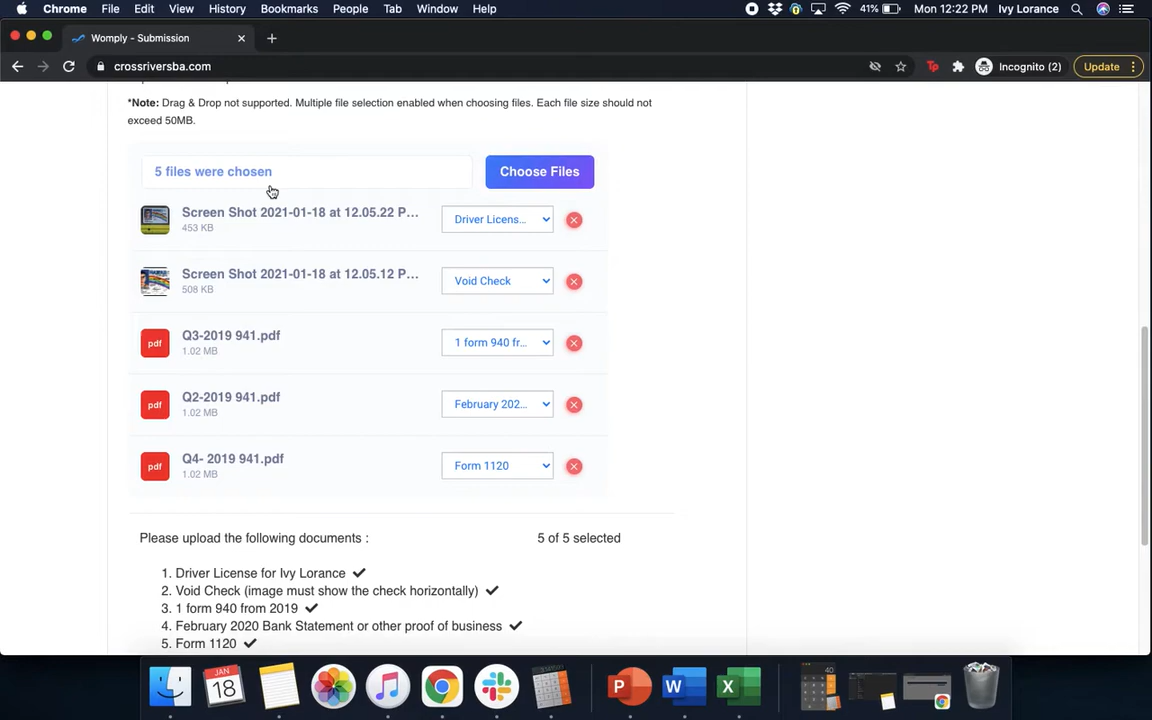 Chrome File Edit View History Bookmarks People Tab Window Help 41% Mon 12:22 PM Ivy Lorance
Womply - Submission
crossriversba.com Incognito (2) Update
*Note: Drag & Drop not supported. Multiple file selection enabled when choosing files. Each file size should not
exceed 50MB.
5 files were chosen Choose Files
Screen Shot 2021-01-18 at 12.05.22 P... Driver Licens...
453 KB
Screen Shot 2021-01-18 at 12.05.12 P... Void Check
508 KB
pdf Q3-2019 941.pdf 1 form 940 fr...
1.02 MB
pdf Q2-2019 941.pdf February 202...
1.02 MB
pdf Q4- 2019 941.pdf Form 1120
1.02 MB
Please upload the following documents : 5 of 5 selected
1. Driver License for Ivy Lorance
2. Void Check (image must show the check horizontally)
3. 1 form 940 from 2019
4. February 2020 Bank Statement or other proof of business
5. Form 1120
JAN
18 P W X 40